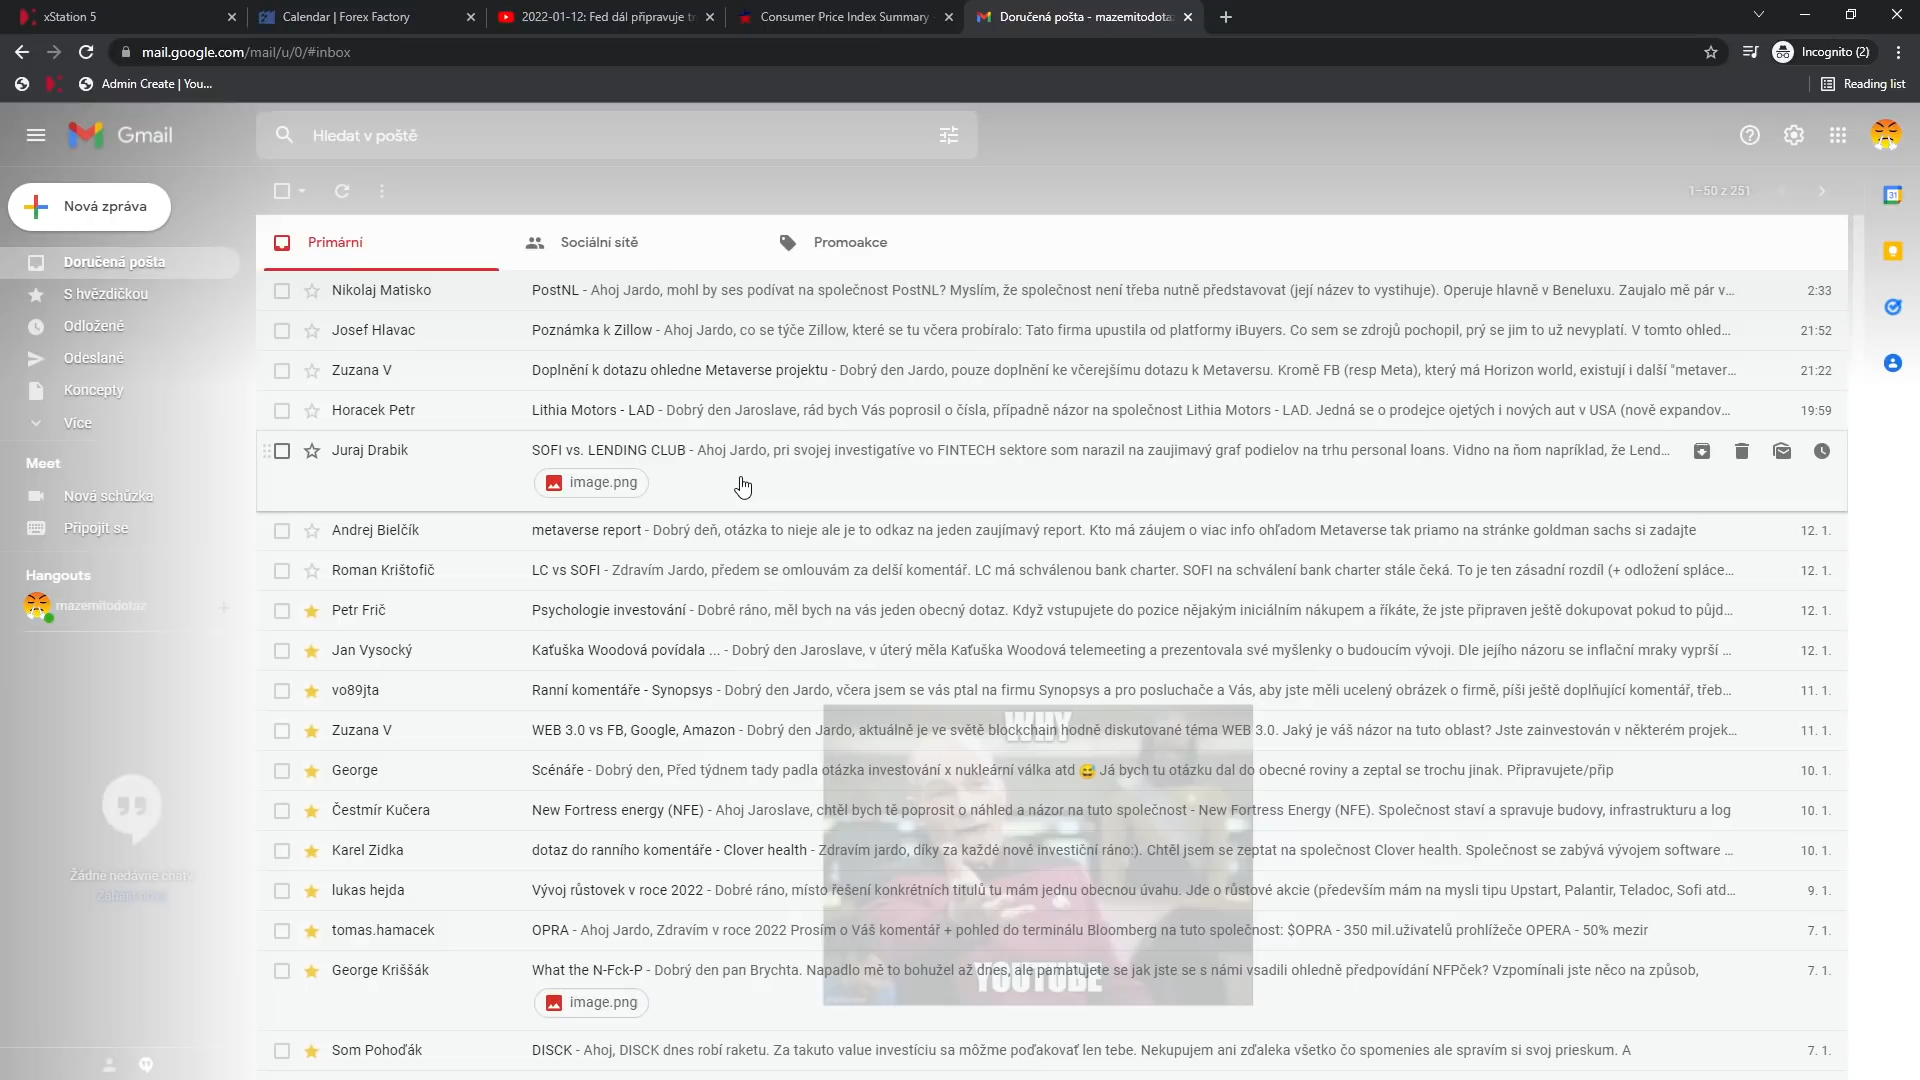 xStation 5
Calendar | Forex Factory
2022-01-12: Fed dál připravuje tr
Consumer Price Index Summary
Doručená pošta - mazemitodotaz
mail.google.com/mail/u/0/#inbox
Incognito (2)
Admin Create | You...
Reading list
Gmail
Hledat v poště
Nová zpráva
1–50 z 251
Primární
Sociální sítě
Promoakce
Doručená pošta
S hvězdičkou
Odložené
Odeslané
Koncepty
Více
Meet
Nová schůzka
Připojit se
Hangouts
mazemitodotaz
Žádné nedávné chaty
Zahájit nový
Nikolaj Matisko PostNL - Ahoj Jardo, mohl by ses podívat na společnost PostNL? Myslím, že společnost není třeba nutně představovat (její název to vystihuje). Operuje hlavně v Beneluxu. Zaujalo mě pár v... 2:33
Josef Hlavac Poznámka k Zillow - Ahoj Jardo, co se týče Zillow, které se tu včera probíralo: Tato firma upustila od platformy iBuyers. Co sem se zdrojů pochopil, prý se jim to už nevyplatí. V tomto ohled... 21:52
Zuzana V Doplnění k dotazu ohledne Metaverse projektu - Dobrý den Jardo, pouze doplnění ke včerejšímu dotazu k Metaversu. Kromě FB (resp Meta), který má Horizon world, existují i další "metaver... 21:22
Horacek Petr Lithia Motors - LAD - Dobrý den Jaroslave, rád bych Vás poprosil o čísla, případně názor na společnost Lithia Motors - LAD. Jedná se o prodejce ojetých i nových aut v USA (nově expandov... 19:59
Juraj Drabik SOFI vs. LENDING CLUB - Ahoj Jardo, pri svojej investigatíve vo FINTECH sektore som narazil na zaujimavý graf podielov na trhu personal loans. Vidno na ňom napríklad, že Lend...
image.png
Andrej Bielčík metaverse report - Dobrý deň, otázka to nieje ale je to odkaz na jeden zaujímavý report. Kto má záujem o viac info ohľadom Metaverse tak priamo na stránke goldman sachs si zadajte 12. 1.
Roman Krištofič LC vs SOFI - Zdravím Jardo, předem se omlouvám za delší komentář. LC má schválenou bank charter. SOFI na schválení bank charter stále čeká. To je ten zásadní rozdíl (+ odložení spláce... 12. 1.
Petr Frič Psychologie investování - Dobré ráno, měl bych na vás jeden obecný dotaz. Když vstupujete do pozice nějakým iniciálním nákupem a říkáte, že jste připraven ještě dokupovat pokud to půjd... 12. 1.
Jan Vysocký Kaťuška Woodová povídala ... - Dobrý den Jaroslave, v úterý měla Kaťuška Woodová telemeeting a prezentovala své myšlenky o budoucím vývoji. Dle jejího názoru se inflační mraky vyprší ... 12. 1.
vo89jta Ranní komentáře - Synopsys - Dobrý den Jardo, včera jsem se vás ptal na firmu Synopsys a pro posluchače a Vás, aby jste měli ucelený obrázek o firmě, píši ještě doplňující komentář, třeb... 11. 1.
Zuzana V WEB 3.0 vs FB, Google, Amazon - Dobrý den Jardo, aktuálně je ve světě blockchain hodně diskutované téma WEB 3.0. Jaký je váš názor na tuto oblast? Jste zainvestován v některém projek... 11. 1.
George Scénáře - Dobrý den, Před týdnem tady padla otázka investování x nukleární válka atd 😅 Já bych tu otázku dal do obecné roviny a zeptal se trochu jinak. Připravujete/přip 10. 1.
Čestmír Kučera New Fortress energy (NFE) - Ahoj Jaroslave, chtěl bych tě poprosit o náhled a názor na tuto společnost - New Fortress Energy (NFE). Společnost staví a spravuje budovy, infrastrukturu a log 10. 1.
Karel Zidka dotaz do ranního komentáře - Clover health - Zdravím jardo, díky za každé nové investiční ráno:). Chtěl jsem se zeptat na společnost Clover health. Společnost se zabývá vývojem software ... 10. 1.
lukas hejda Vývoj růstovek v roce 2022 - Dobré ráno, místo řešení konkrétních titulů tu mám jednu obecnou úvahu. Jde o růstové akcie (především mám na mysli tipu Upstart, Palantir, Teladoc, Sofi atd... 9. 1.
tomas.hamacek OPRA - Ahoj Jardo, Zdravím v roce 2022 Prosím o Váš komentář + pohled do terminálu Bloomberg na tuto společnost: $OPRA - 350 mil.uživatelů prohlížeče OPERA - 50% mezir 7. 1.
George Kriššák What the N-Fck-P - Dobrý den pan Brychta. Napadlo mě to bohužel až dnes, ale pamatujete se jak jste se s námi vsadili ohledně předpovídání NFPček? Vzpomínali jste něco na způsob, 7. 1.
image.png
Som Pohoďák DISCK - Ahoj, DISCK dnes robí raketu. Za takuto value investíciu sa môžme poďakovať len tebe. Nekupujem ani zďaleka všetko čo spomenies ale spravím si svoj prieskum. A 7. 1.
WHY
YOUTUBE